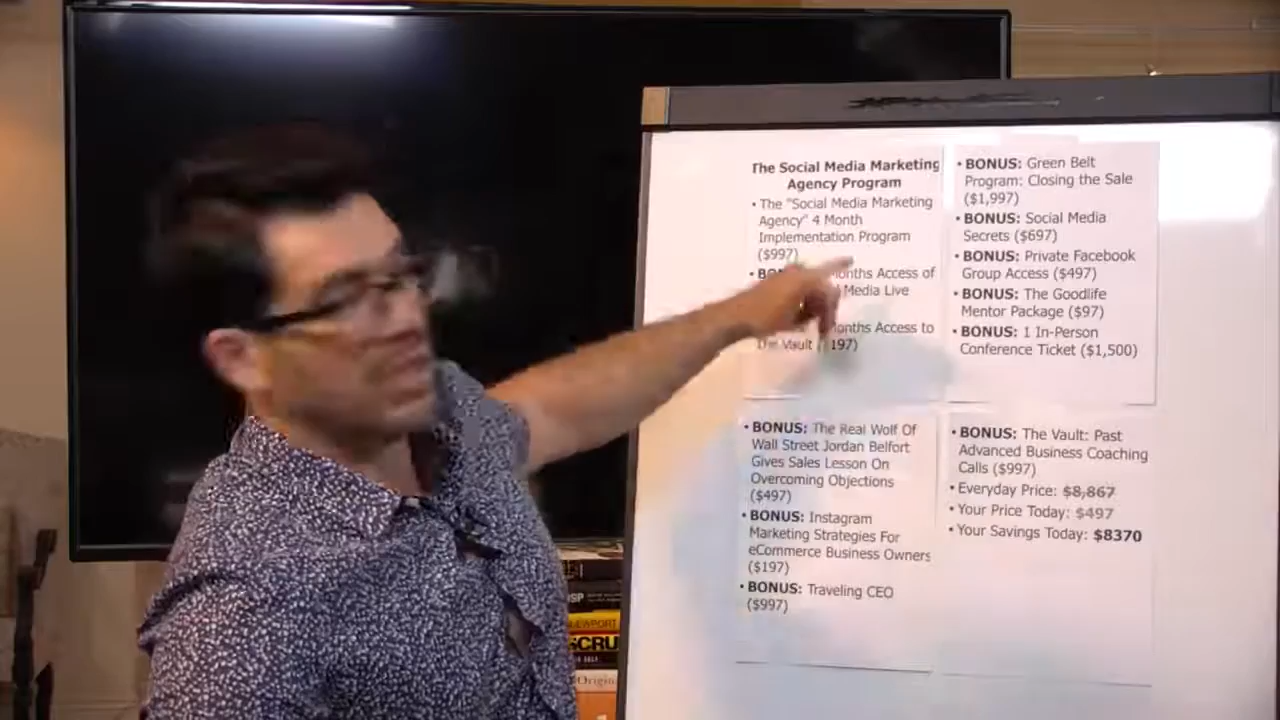 The Social Media Marketing
Agency Program
• The "Social Media Marketing
Agency" 4 Month
Implementation Program
($997)
Months Access of
Media Live
Months Access to
Vault ( 197)
• BONUS: Green Belt
Program: Closing the Sale
($1,997)
• BONUS: Social Media
Secrets ($697)
• BONUS: Private Facebook
Group Access ($497)
• BONUS: The Goodlife
Mentor Package ($97)
• BONUS: 1 In-Person
Conference Ticket ($1,500)
• BONUS: The Real Wolf Of
Wall Street Jordan Belfort
Gives Sales Lesson On
Overcoming Objections
($497)
• BONUS: Instagram
Marketing Strategies For
eCommerce Business Owners
($197)
• BONUS: Traveling CEO
($997)
• BONUS: The Vault: Past
Advanced Business Coaching
Calls ($997)
• Everyday Price: $8,867
• Your Price Today: $497
• Your Savings Today: $8370
NEWPORT
SCRU
Origin